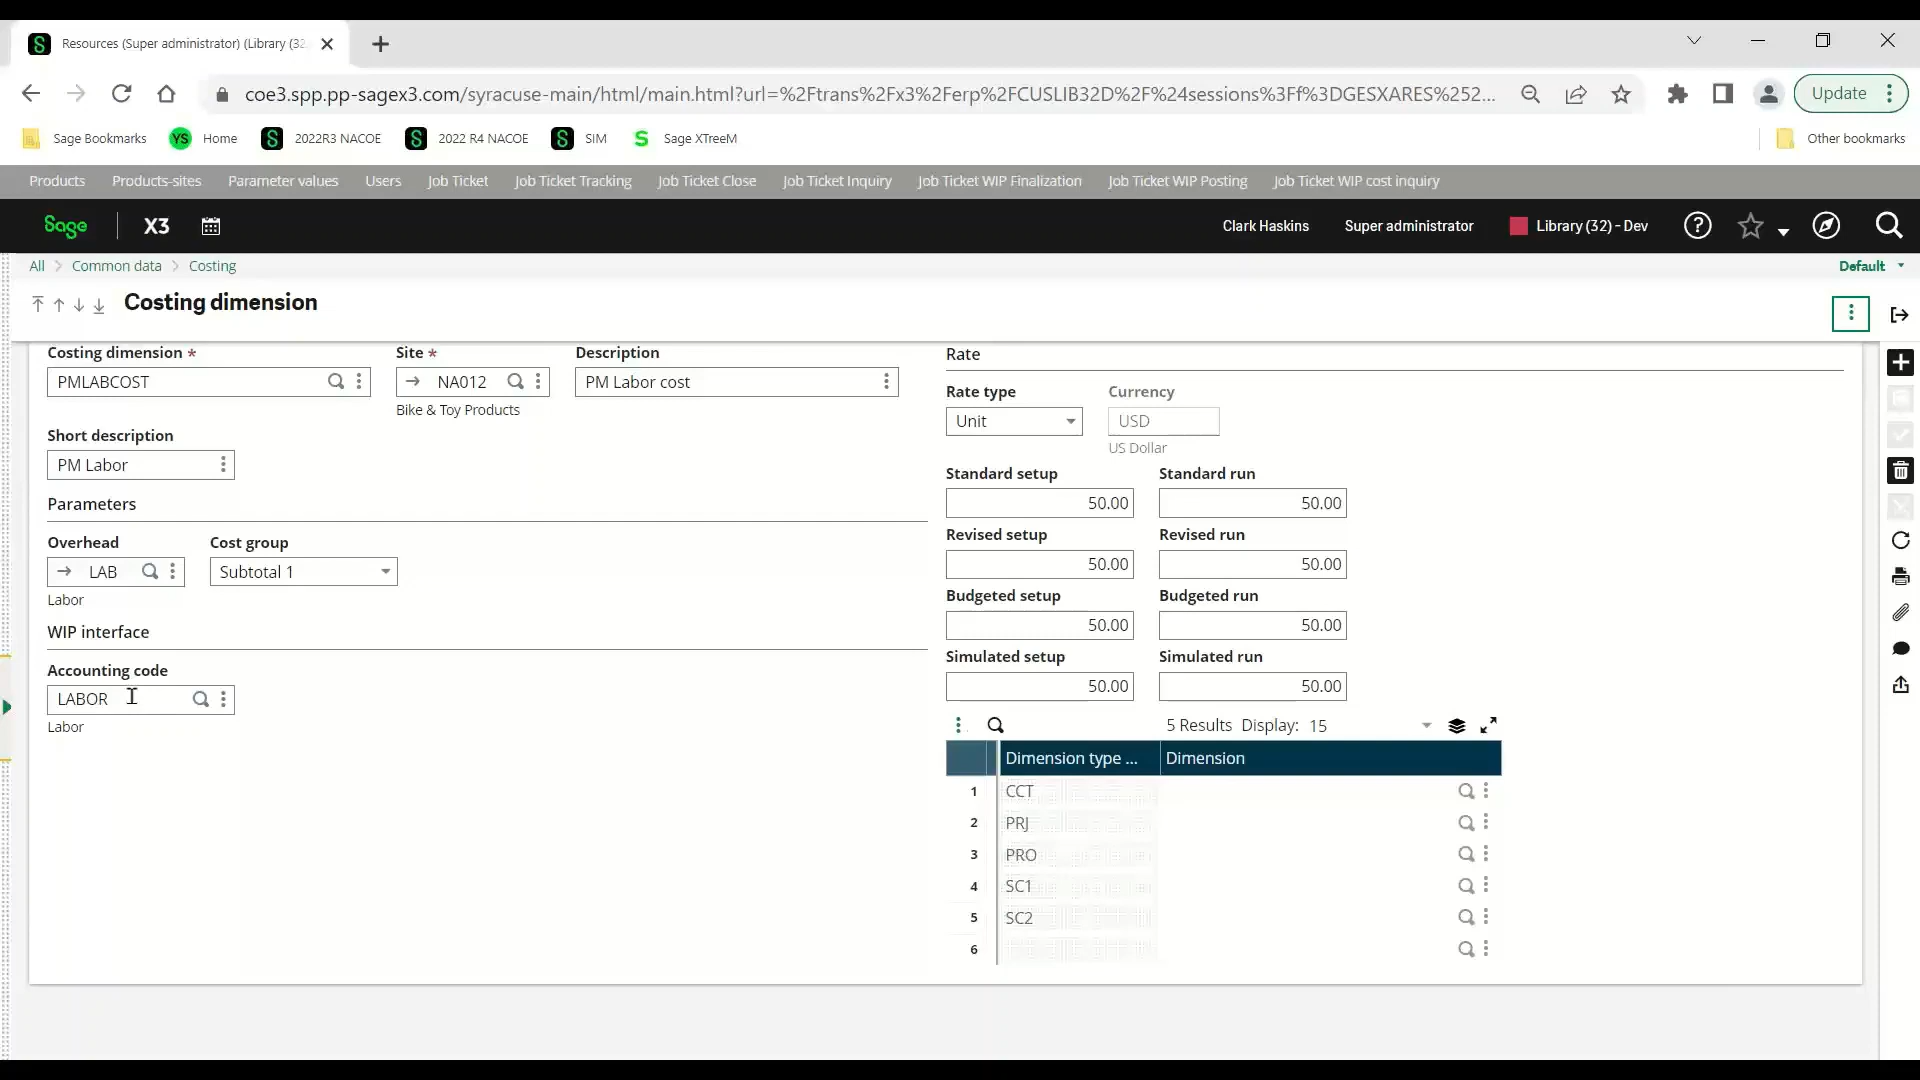 Resources (Super administrator) (Library (32
coe3.spp.pp-sagex3.com/syracuse-main/html/main.html?url=%2Ftrans%2Fx3%2Ferp%2FCUSLIB32D%2F%24sessions%3Ff%3DGESXARES%252...
Update
Sage Bookmarks YS Home 2022R3 NACOE 2022 R4 NACOE SIM Sage XTreeM Other bookmarks
Products Products-sites Parameter values Users Job Ticket Job Ticket Tracking Job Ticket Close Job Ticket Inquiry Job Ticket WIP Finalization Job Ticket WIP Posting Job Ticket WIP cost inquiry
Sage X3 Clark Haskins Super administrator Library (32) - Dev
All > Common data > Costing Default
Costing dimension
Costing dimension * Site * Description
PMLABCOST NA012 PM Labor cost
Bike & Toy Products
Short description
PM Labor
Parameters
Overhead Cost group
LAB Subtotal 1
Labor
WIP interface
Accounting code
LABOR
Labor
Rate
Rate type Currency
Unit USD
US Dollar
Standard setup Standard run
50.00 50.00
Revised setup Revised run
50.00 50.00
Budgeted setup Budgeted run
50.00 50.00
Simulated setup Simulated run
50.00 50.00
5 Results Display: 15
Dimension type ... Dimension
1 CCT
2 PRJ
3 PRO
4 SC1
5 SC2
6